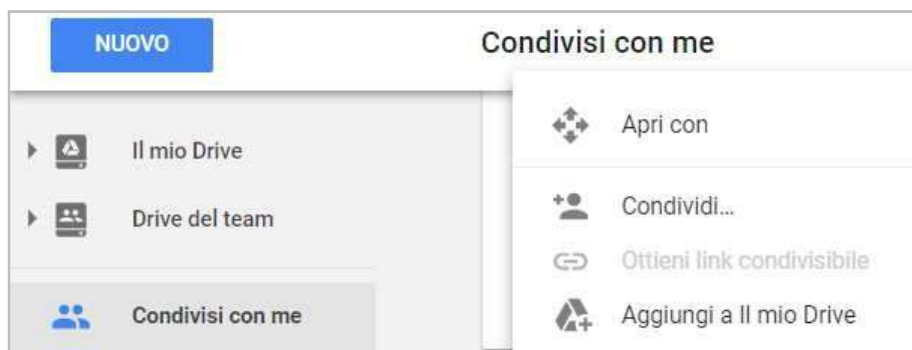 NUOVO
Condivisi con me
Il mio Drive
Drive del team
Condivisi con me
Apri con
Condividi...
Ottieni link condivisibile
Aggiungi a Il mio Drive